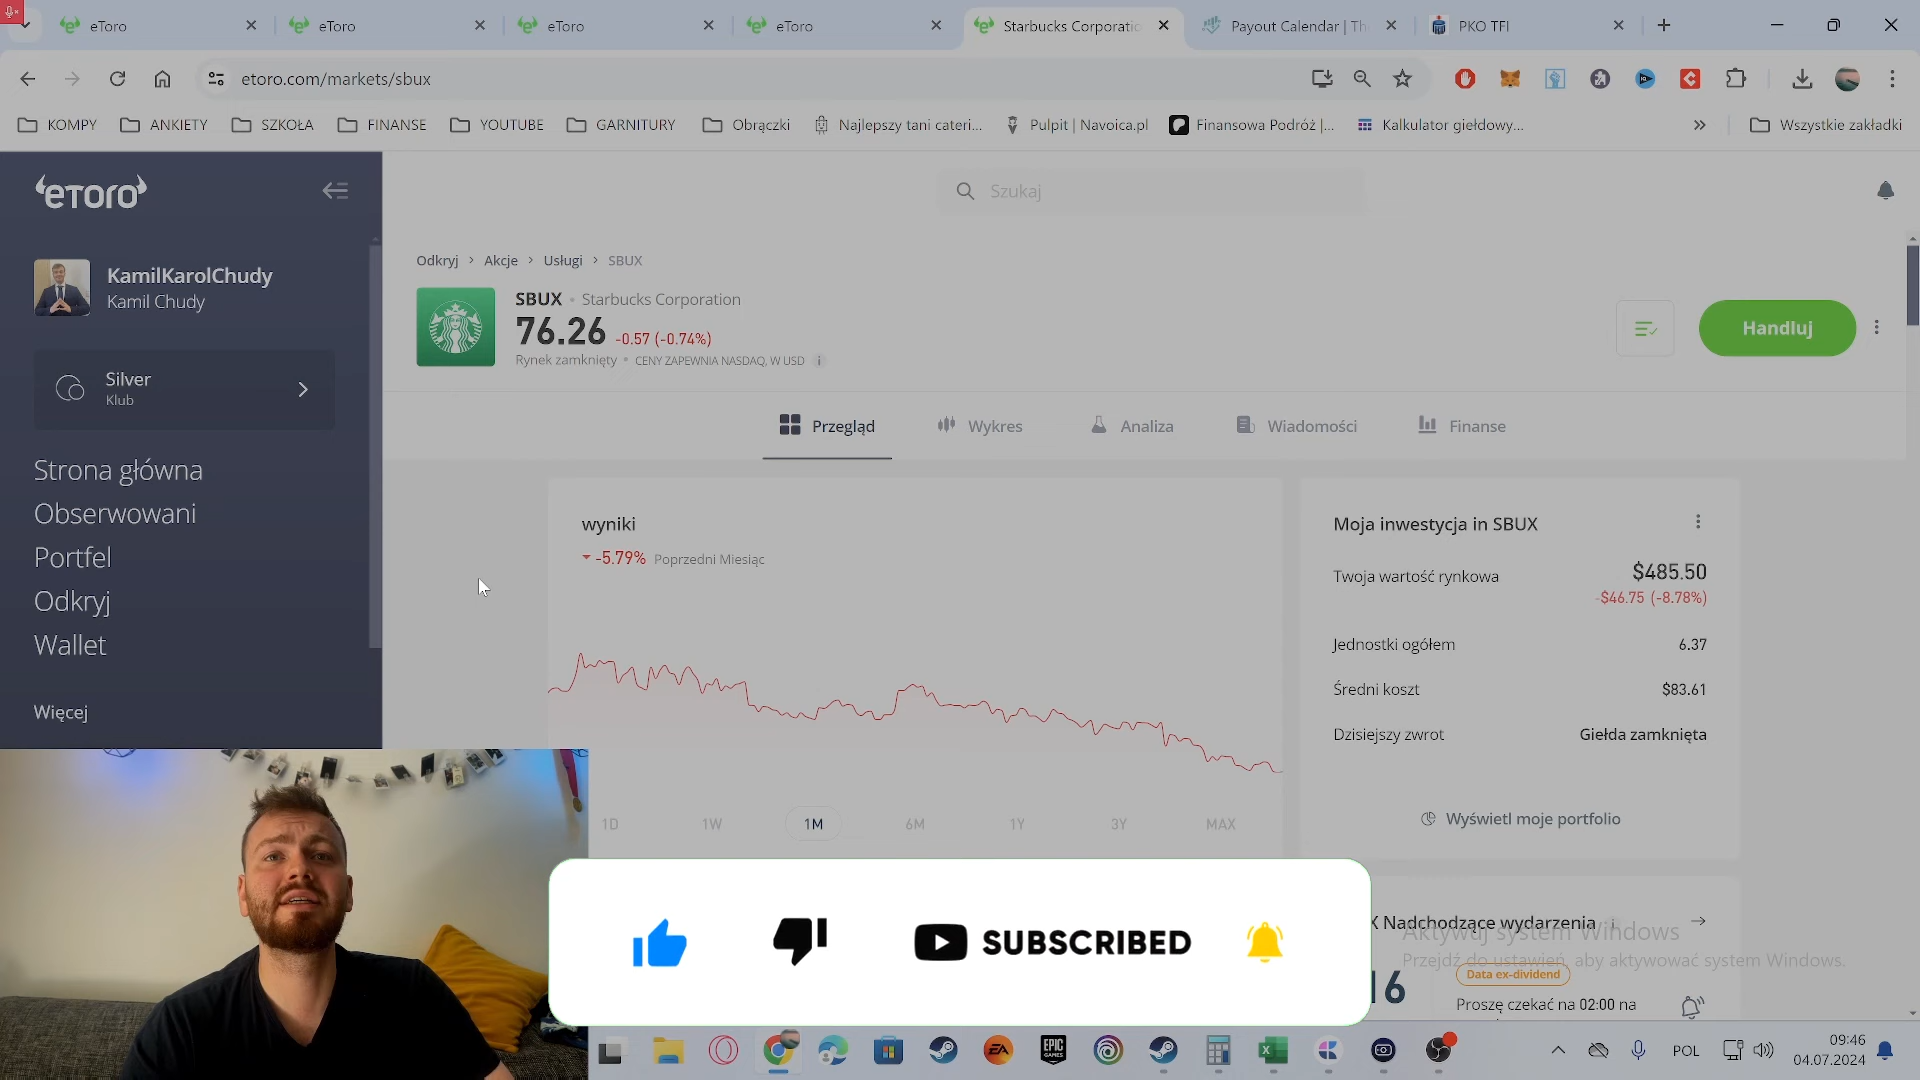 eToro
eToro
eToro
eToro
Starbucks Corporatio
Payout Calendar | Th
PKO TFI
etoro.com/markets/sbux
KOMPY
ANKIETY
SZKOŁA
FINANSE
YOUTUBE
GARNITURY
Obrączki
Najlepszy tani cateri...
Pulpit | Navoica.pl
Finansowa Podróż |...
Kalkulator giełdowy...
Wszystkie zakładki
eToro
Szukaj
KamilKarolChudy
Kamil Chudy
Silver
Klub
Strona główna
Obserwowani
Portfel
Odkryj
Wallet
Więcej
Odkryj > Akcje > Usługi > SBUX
SBUX • Starbucks Corporation
76.26 -0.57 (-0.74%)
Rynek zamknięty • CENY ZAPEWNIA NASDAQ, W USD
Handluj
Przegląd
Wykres
Analiza
Wiadomości
Finanse
wyniki
-5.79% Poprzedni Miesiąc
1D
1W
1M
6M
1Y
3Y
MAX
Moja inwestycja in SBUX
Twoja wartość rynkowa
$485.50
-$46.75 (-8.78%)
Jednostki ogółem
6.37
Średni koszt
$83.61
Dzisiejszy zwrot
Giełda zamknięta
Wyświetl moje portfolio
X Nadchodzące wydarzenia
Aktywuj system Windows
Przejdź do ustawień, aby aktywować system Windows.
Data ex-dividend
16
Proszę czekać na 02:00 na
SUBSCRIBED
EA
EPIC
GAMES
POL
09:46
04.07.2024